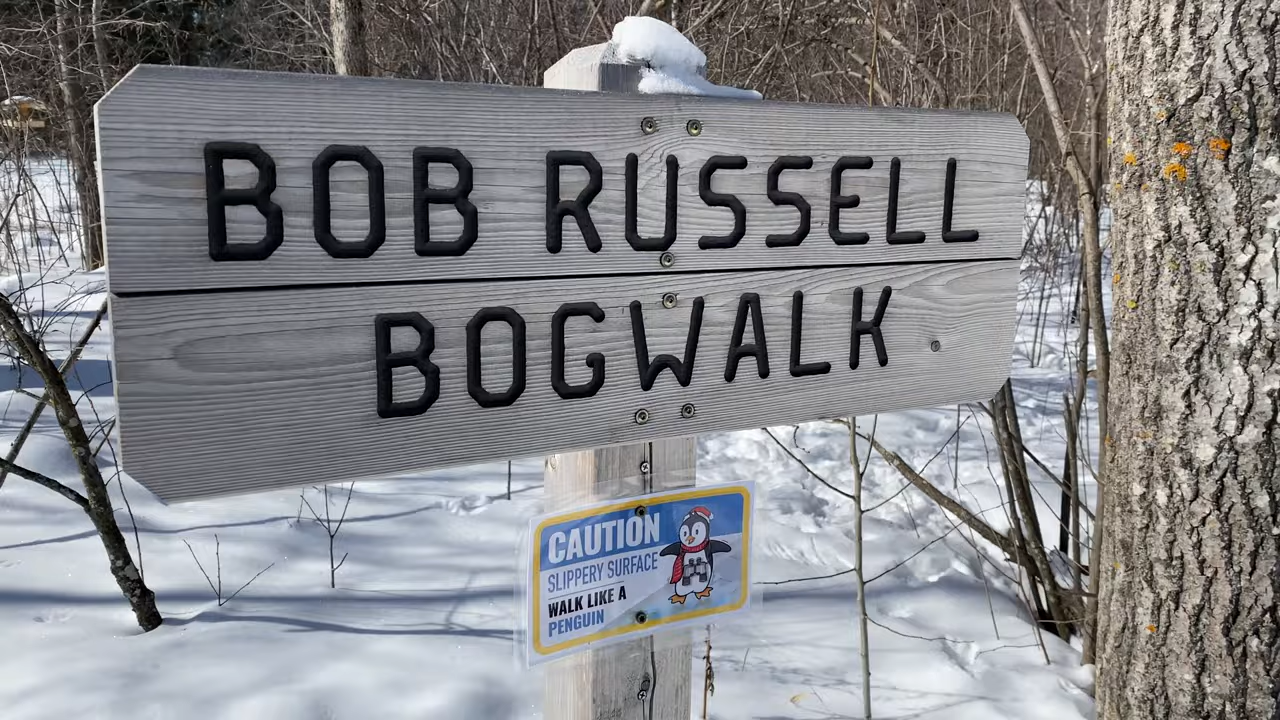 BOB RUSSELL
BOGWALK
CAUTION
SLIPPERY SURFACE
WALK LIKE A
PENGUIN